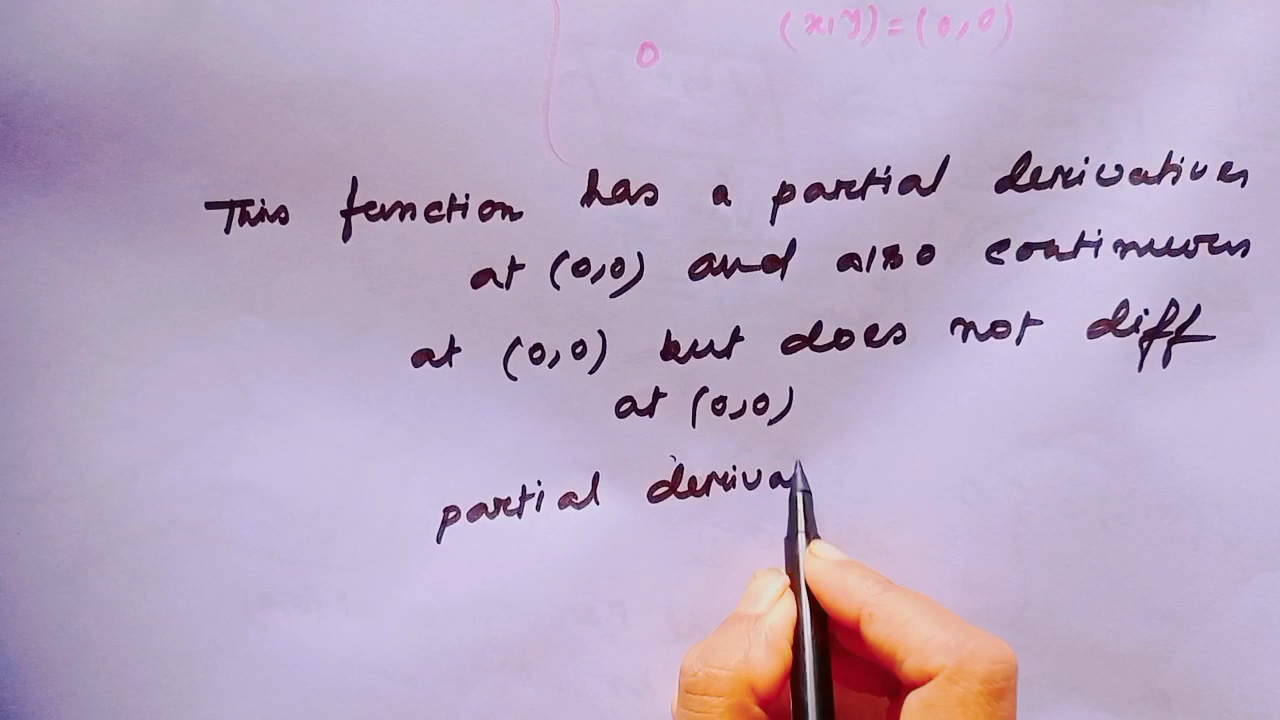 (x,y)=(0,0)
0
This function has a partial derivatives
at (0,0) and also continuous
at (0,0) but does not diff
at (0,0)
partial deriva